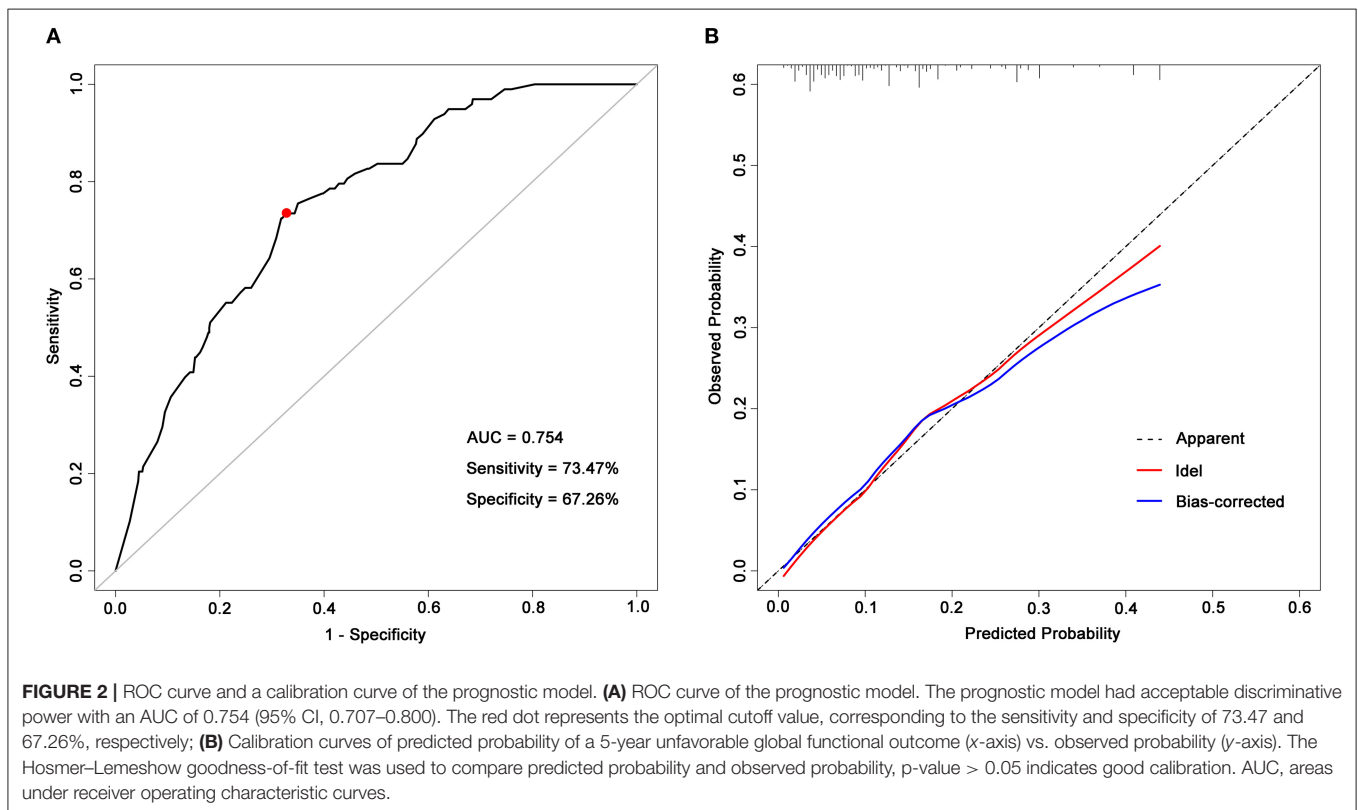 A
1.0
0.8
0.6
0.4
0.2
0.0
Sensitivity
AUC = 0.754
Sensitivity = 73.47%
Specificity = 67.26%
0.0 0.2 0.4 0.6 0.8 1.0
1 - Specificity
B
0.6
0.5
0.4
0.3
0.2
0.1
0.0
Observed Probability
Apparent
Idel
Bias-corrected
0.0 0.1 0.2 0.3 0.4 0.5 0.6
Predicted Probability
FIGURE 2 | ROC curve and a calibration curve of the prognostic model. (A) ROC curve of the prognostic model. The prognostic model had acceptable discriminative
power with an AUC of 0.754 (95% CI, 0.707–0.800). The red dot represents the optimal cutoff value, corresponding to the sensitivity and specificity of 73.47 and
67.26%, respectively; (B) Calibration curves of predicted probability of a 5-year unfavorable global functional outcome (x-axis) vs. observed probability (y-axis). The
Hosmer–Lemeshow goodness-of-fit test was used to compare predicted probability and observed probability, p-value > 0.05 indicates good calibration. AUC, areas
under receiver operating characteristic curves.